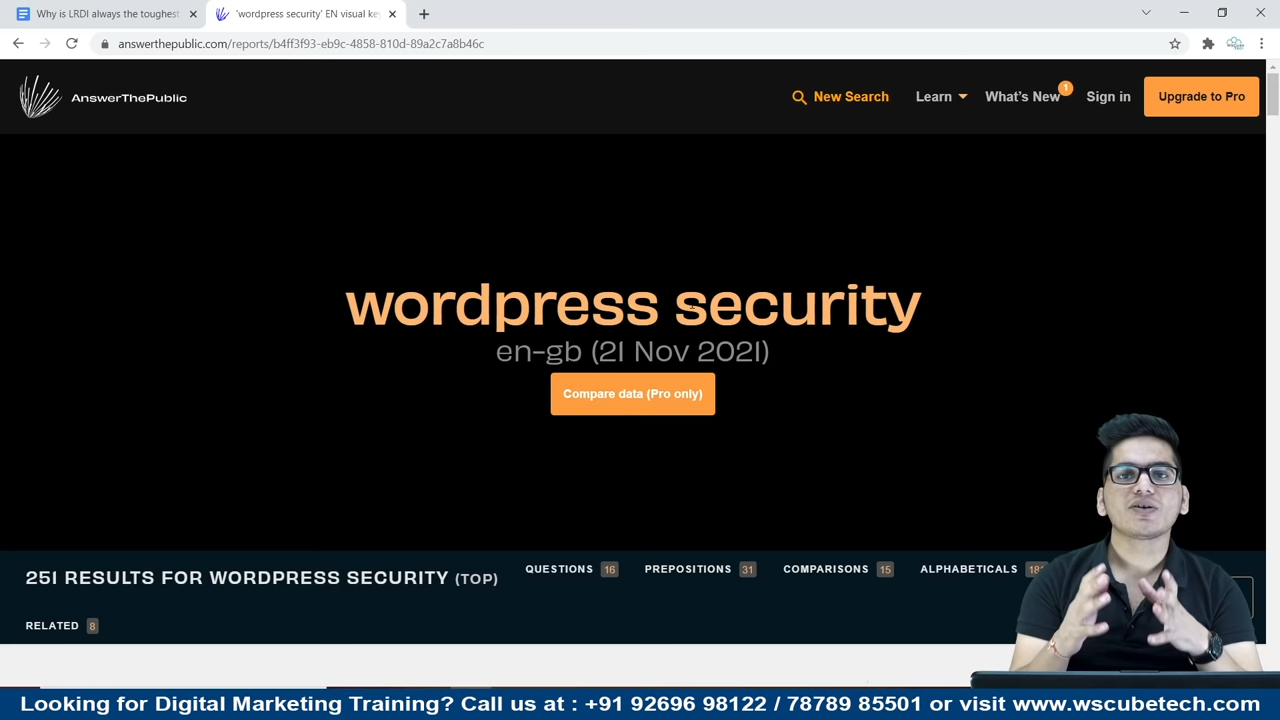 Why is LRDI always the toughest
'wordpress security' EN visual key
answerthepublic.com/reports/b4ff3f93-eb9c-4858-810d-89a2c7a8b46c
AnswerThePublic
New Search
Learn
What's New
1
Sign in
Upgrade to Pro
wordpress security
en-gb (21 Nov 2021)
Compare data (Pro only)
251 RESULTS FOR WORDPRESS SECURITY (TOP)
QUESTIONS 16
PREPOSITIONS 31
COMPARISONS 15
ALPHABETICALS
RELATED 8
Looking for Digital Marketing Training? Call us at : +91 92696 98122 / 78789 85501 or visit www.wscubetech.com